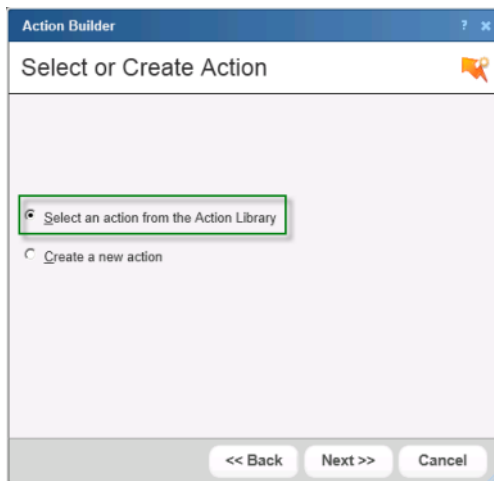 Action Builder ? ×
Select or Create Action
Select an action from the Action Library
Create a new action
<< Back Next >> Cancel